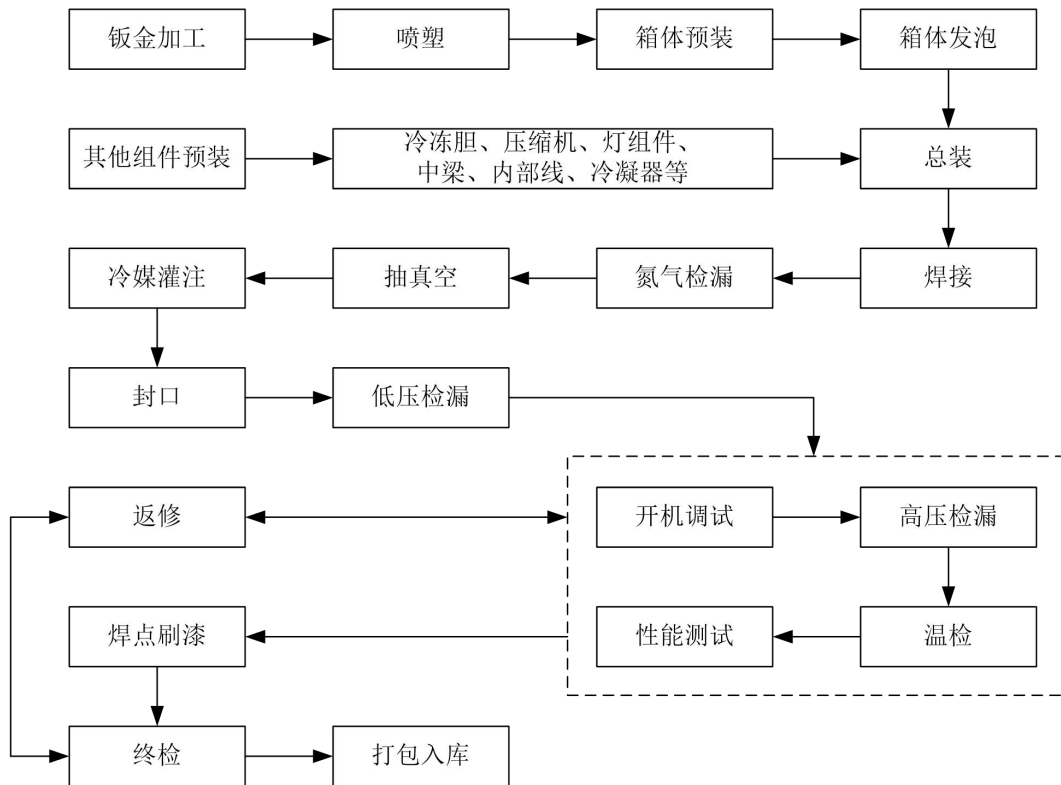 钣金加工
喷塑
箱体预装
箱体发泡
其他组件预装
冷冻胆、压缩机、灯组件、
中梁、内部线、冷凝器等
总装
冷媒灌注
抽真空
氮气检漏
焊接
封口
低压检漏
返修
开机调试
高压检漏
焊点刷漆
性能测试
温检
终检
打包入库